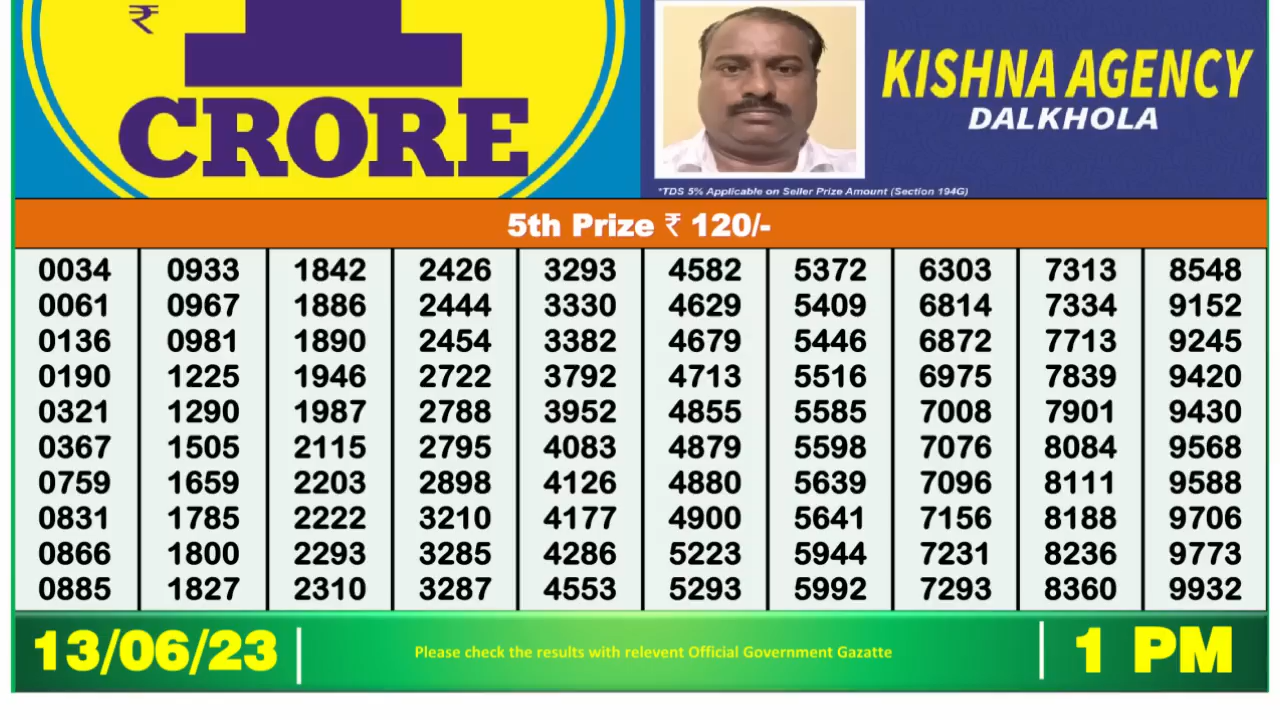 ₹
1
CRORE
KISHNA AGENCY
DALKHOLA
*TDS 5% Applicable on Seller Prize Amount (Section 194G)
5th Prize ₹ 120/-
0034 0933 1842 2426 3293 4582 5372 6303 7313 8548
0061 0967 1886 2444 3330 4629 5409 6814 7334 9152
0136 0981 1890 2454 3382 4679 5446 6872 7713 9245
0190 1225 1946 2722 3792 4713 5516 6975 7839 9420
0321 1290 1987 2788 3952 4855 5585 7008 7901 9430
0367 1505 2115 2795 4083 4879 5598 7076 8084 9568
0759 1659 2203 2898 4126 4880 5639 7096 8111 9588
0831 1785 2222 3210 4177 4900 5641 7156 8188 9706
0866 1800 2293 3285 4286 5223 5944 7231 8236 9773
0885 1827 2310 3287 4553 5293 5992 7293 8360 9932
13/06/23
Please check the results with relevent Official Government Gazatte
1 PM